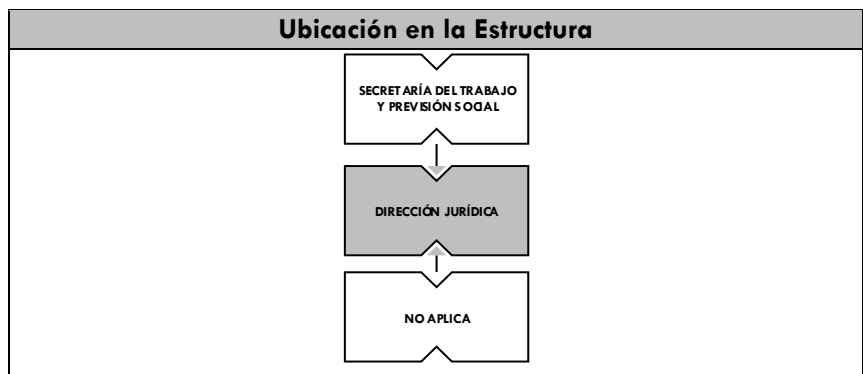 Ubicación en la Estructura
SECRETARÍA DEL TRABAJO
Y PREVISIÓN SOCIAL
DIRECCIÓN JURÍDICA
NO APLICA